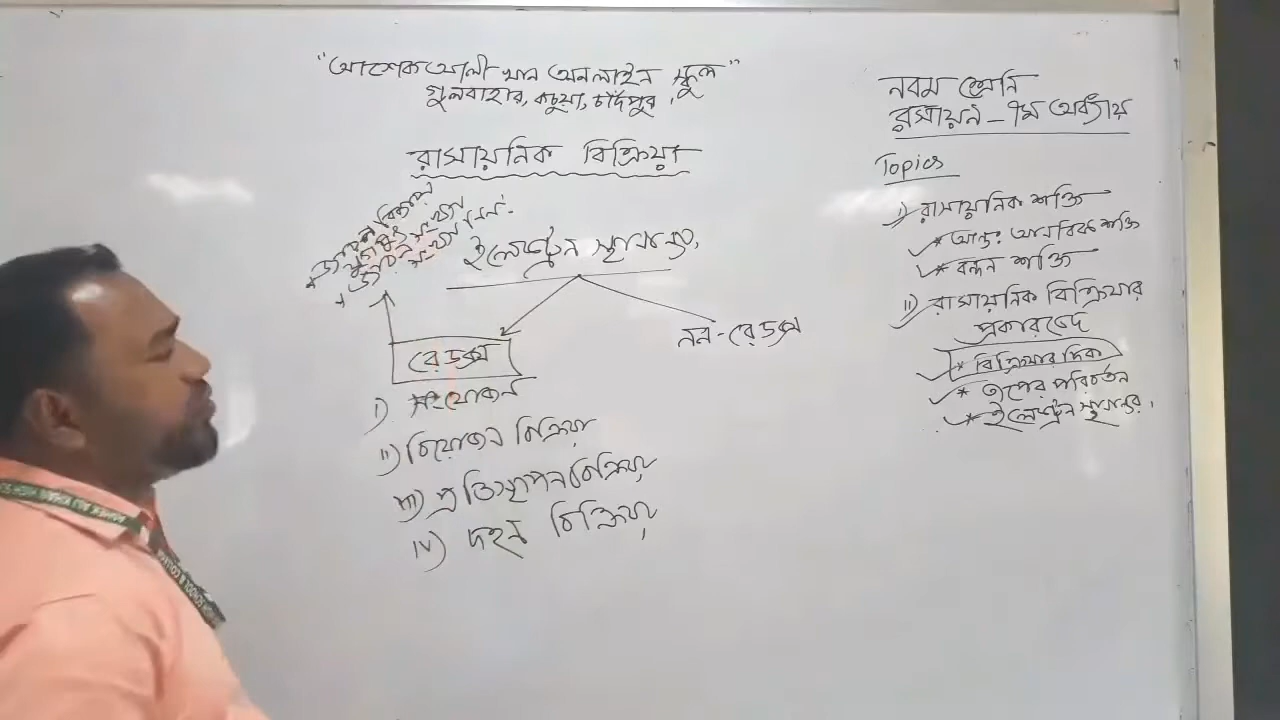 "আশেক আলী খান অনলাইন স্কুল"
গুলবাহার, কচুয়া, চাঁদপুর।
রাসায়নিক বিক্রিয়া
ইলেকট্রন স্থানান্তর
রেডক্স
নন-রেডক্স
i) সংযোজন
ii) বিয়োজন বিক্রিয়া
iii) প্রতিস্থাপন বিক্রিয়া
iv) দহন বিক্রিয়া
নবম শ্রেনি
রসায়ন - ৭ম অধ্যায়
Topics
i) রাসায়নিক শক্তি
* আন্তঃ আনবিক শক্তি
* বন্ধন শক্তি
ii) রাসায়নিক বিক্রিয়ার
প্রকারভেদ
* বিক্রিয়ার দিক
* তাপের পরিবর্তন
* ইলেকট্রন স্থানান্তর।